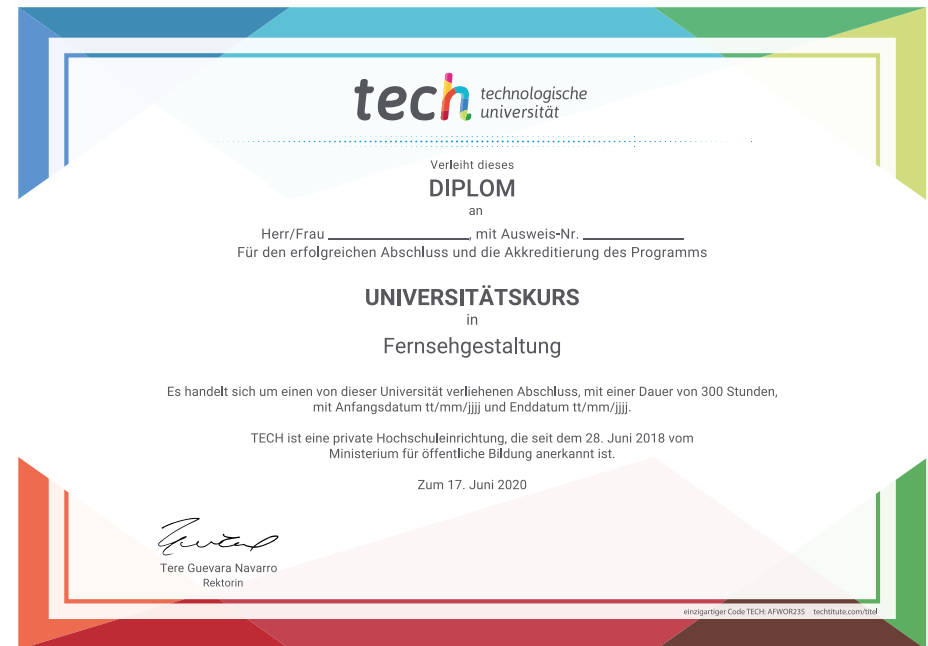 tech technologische
universität
Verleiht dieses
DIPLOM
an
Herr/Frau ____________, mit Ausweis-Nr. ____________
Für den erfolgreichen Abschluss und die Akkreditierung des Programms
UNIVERSITÄTSKURS
in
Fernsehgestaltung
Es handelt sich um einen von dieser Universität verliehenen Abschluss, mit einer Dauer von 300 Stunden,
mit Anfangsdatum tt/mm/jjjj und Enddatum tt/mm/jjjj.
TECH ist eine private Hochschuleinrichtung, die seit dem 28. Juni 2018 vom
Ministerium für öffentliche Bildung anerkannt ist.
Zum 17. Juni 2020
Tere Guevara Navarro
Rektorin
einzigartiger Code TECH: AFWOR23S techtitute.com/titel